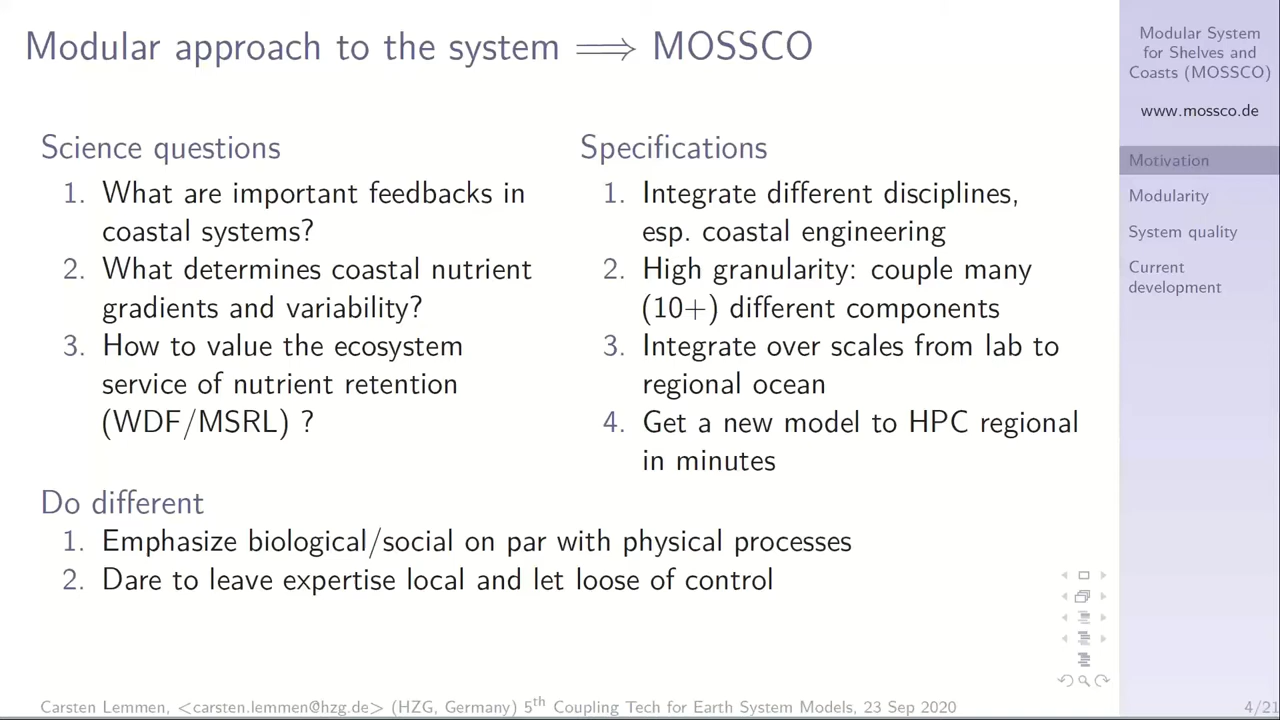 Modular approach to the system ⟹ MOSSCO
Science questions
1. What are important feedbacks in
coastal systems?
2. What determines coastal nutrient
gradients and variability?
3. How to value the ecosystem
service of nutrient retention
(WDF/MSRL) ?
Specifications
1. Integrate different disciplines,
esp. coastal engineering
2. High granularity: couple many
(10+) different components
3. Integrate over scales from lab to
regional ocean
4. Get a new model to HPC regional
in minutes
Do different
1. Emphasize biological/social on par with physical processes
2. Dare to leave expertise local and let loose of control
Modular System
for Shelves and
Coasts (MOSSCO)
www.mossco.de
Motivation
Modularity
System quality
Current
development
Carsten Lemmen, <carsten.lemmen@hzg.de> (HZG, Germany) 5th Coupling Tech for Earth System Models, 23 Sep 2020
4/21